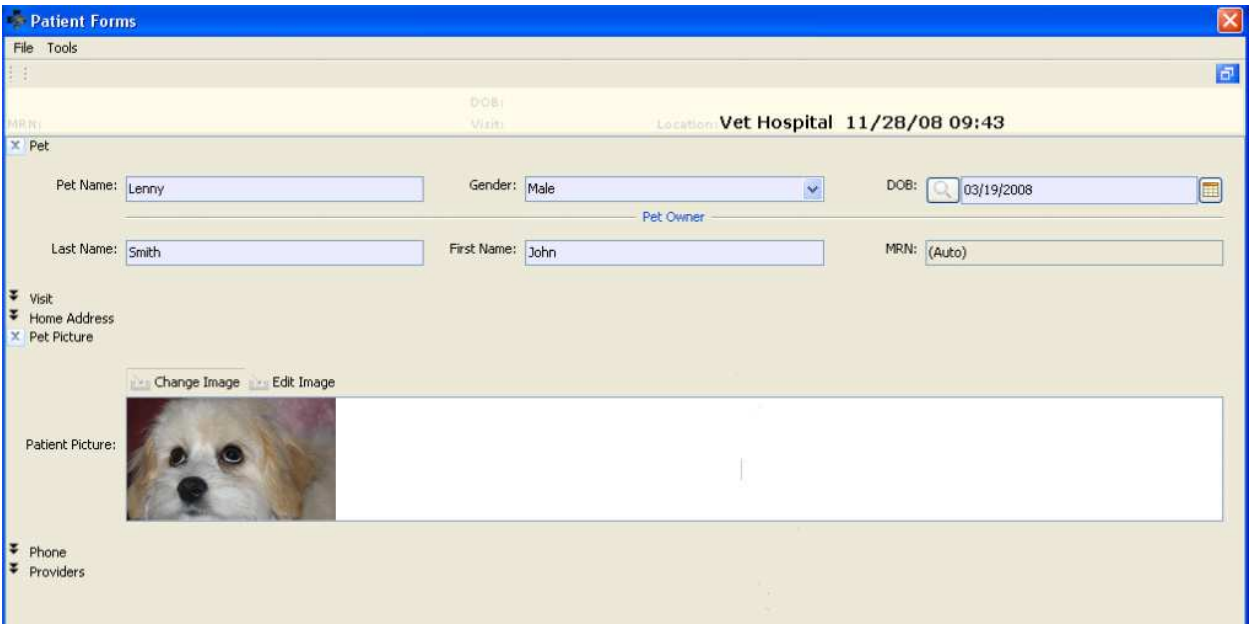 Patient Forms
File Tools
DOB:
MRN: Visit: Location: Vet Hospital 11/28/08 09:43
Pet
Pet Name: Lenny Gender: Male DOB: 03/19/2008
Pet Owner
Last Name: Smith First Name: John MRN: (Auto)
Visit
Home Address
Pet Picture
Change Image Edit Image
Patient Picture:
Phone
Providers